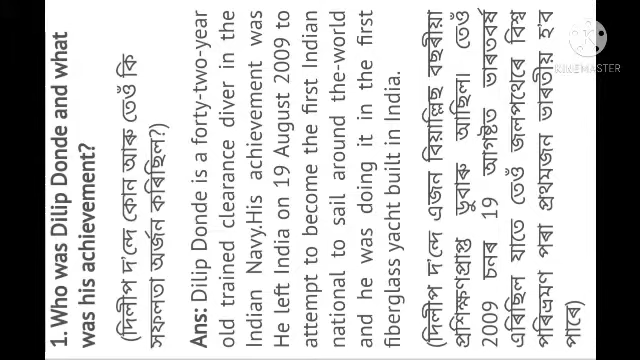 1. Who was Dilip Donde and what
was his achievement?
(দিলীপ দ'ন্দে কোন আৰু তেওঁ কি
সফলতা অৰ্জন কৰিছিল?)
Ans: Dilip Donde is a forty-two-year
old trained clearance diver in the
Indian Navy.His achievement was
He left India on 19 August 2009 to
attempt to become the first Indian
national to sail around the-world
and he was doing it in the first
fiberglass yacht built in India.
(দিলীপ দ'ন্দে এজন বিয়াল্লিছ বছৰীয়া
প্ৰশিক্ষণপ্ৰাপ্ত ডুবাৰু আছিলা তেওঁ
2009 চনৰ 19 আগষ্টত ভাৰতবৰ্ষ
এৰিছিল যাতে তেওঁ জলপথেৰে বিশ্ব
পৰিভ্ৰমণ পৰা প্ৰথমজন ভাৰতীয় হ'ব
পাৰে)
KINEMASTER